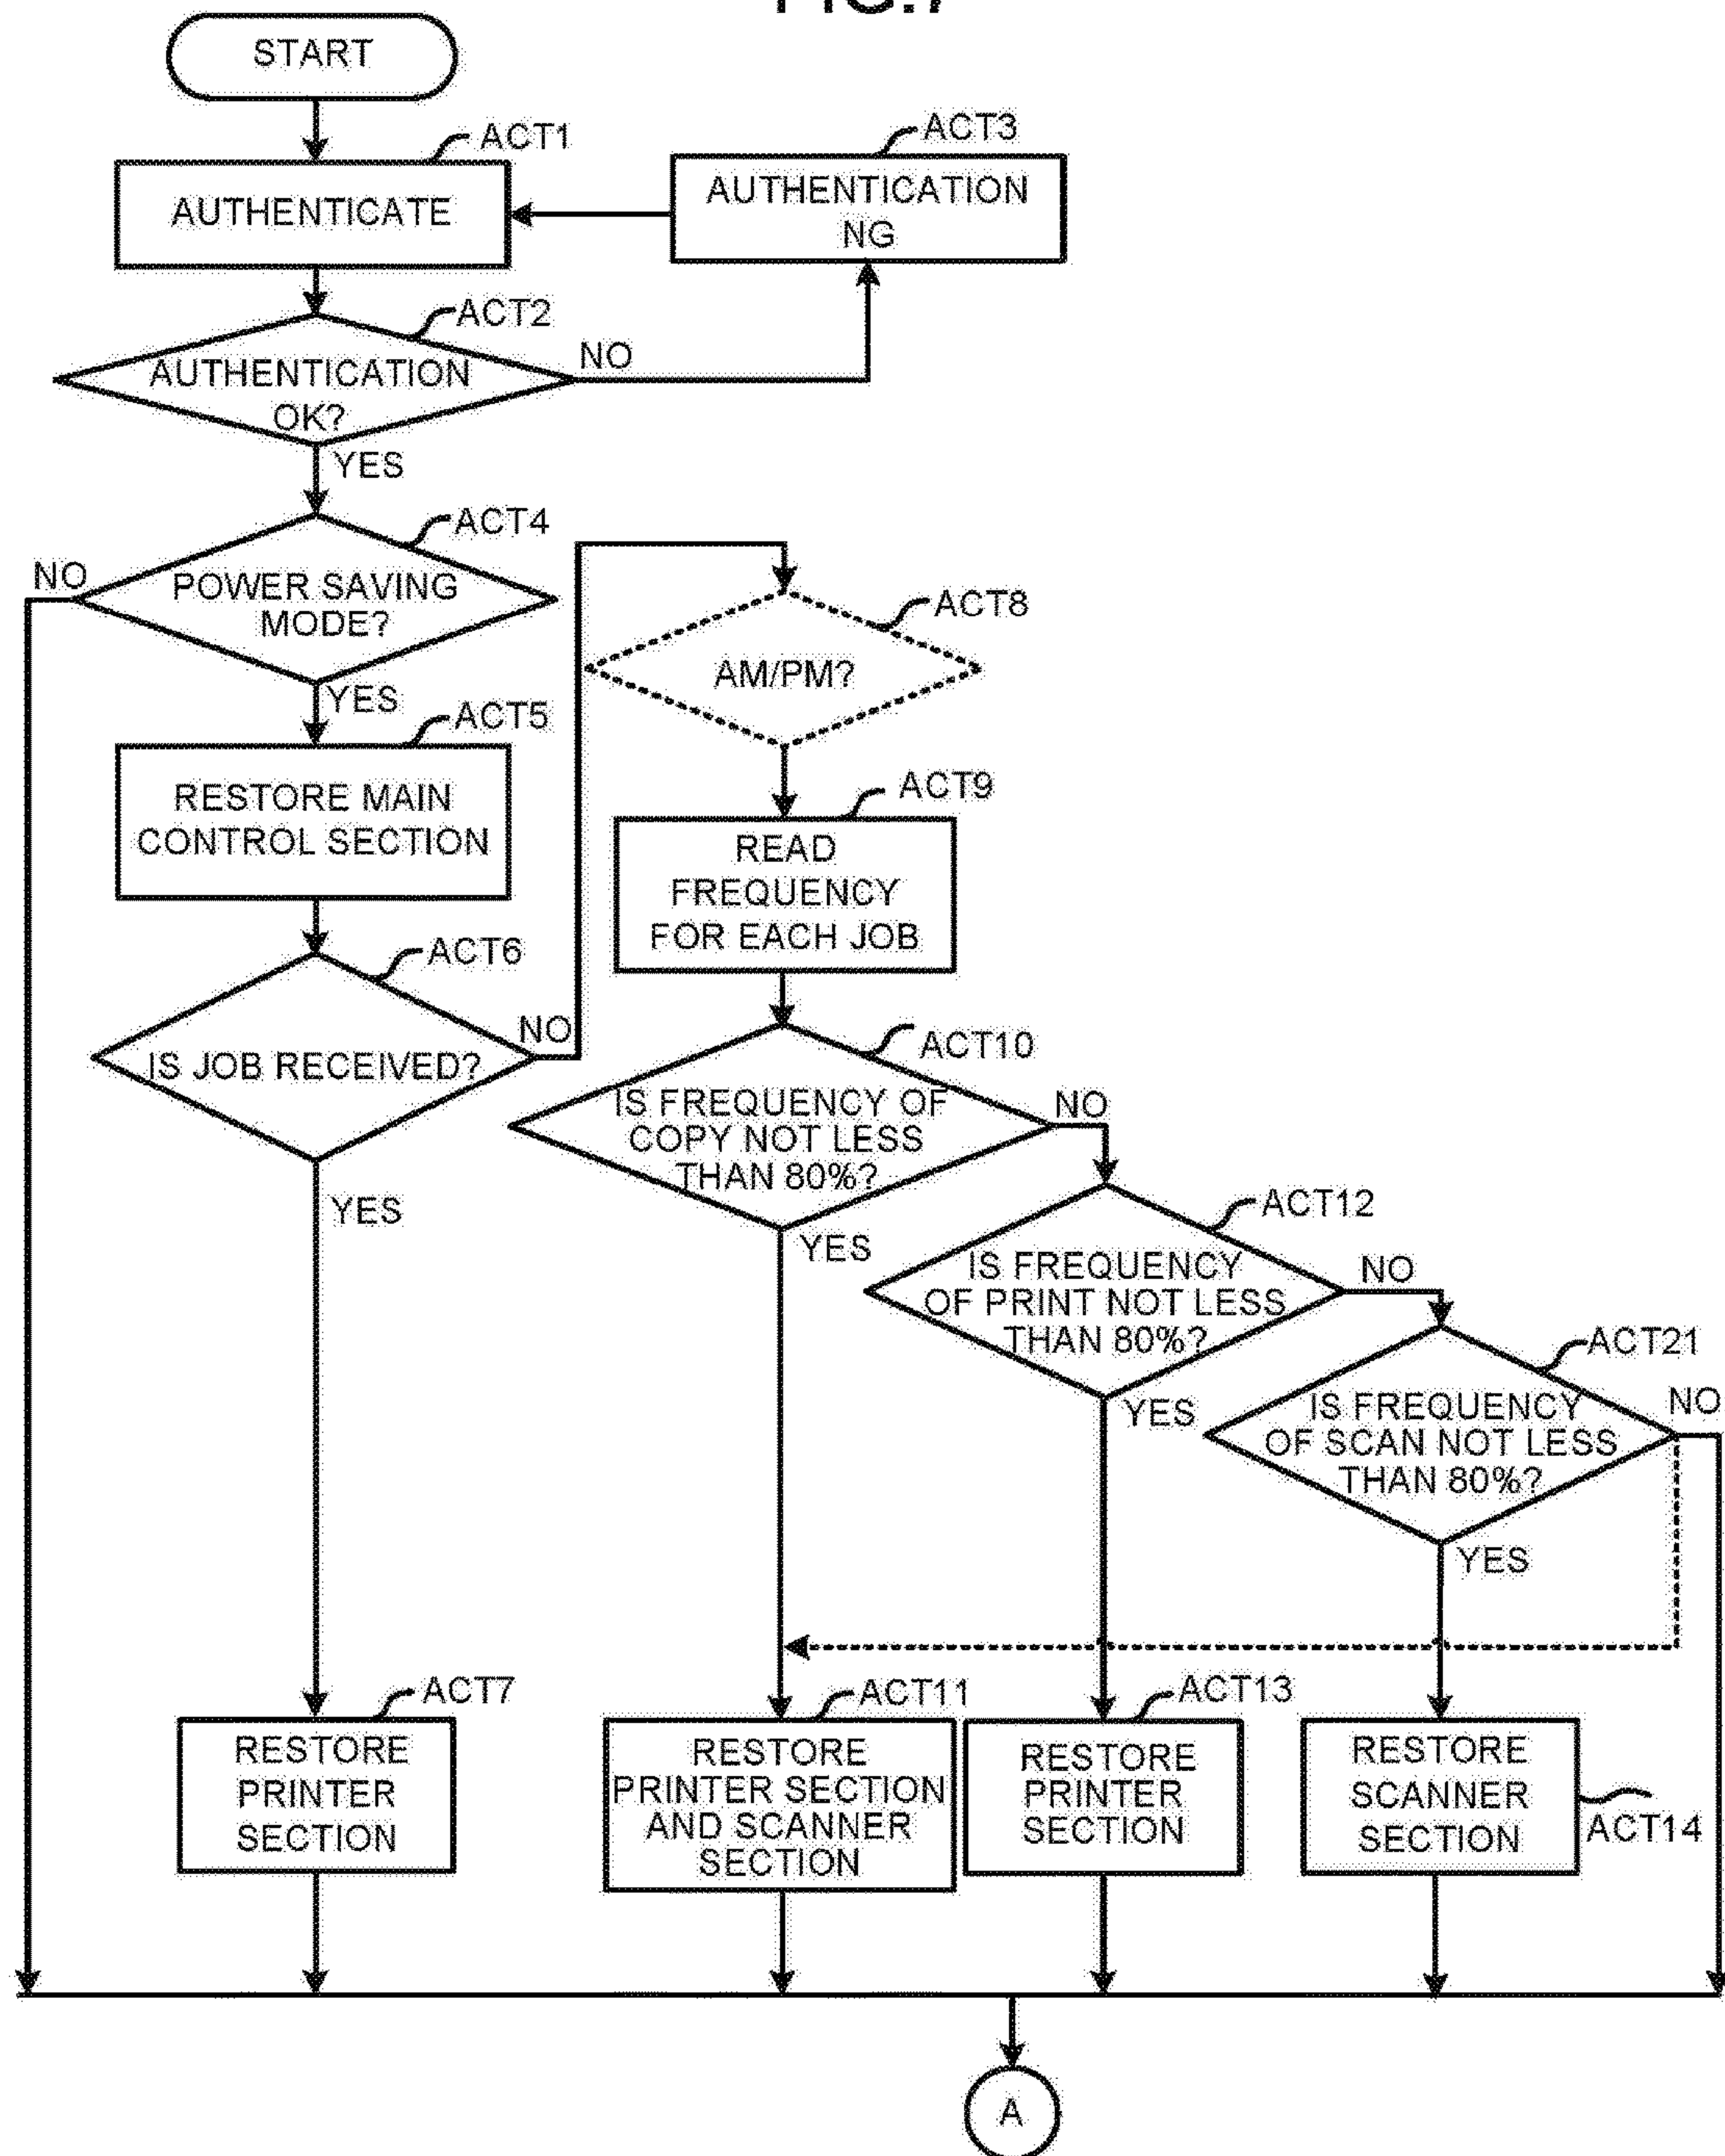 FIG.7
START
ACT1
AUTHENTICATE
ACT3
AUTHENTICATION
NG
ACT2
AUTHENTICATION
OK?
NO
YES
ACT4
NO
POWER SAVING
MODE?
YES
ACT5
RESTORE MAIN
CONTROL SECTION
ACT6
IS JOB RECEIVED?
NO
YES
ACT7
RESTORE
PRINTER
SECTION
ACT8
AM/PM?
ACT9
READ
FREQUENCY
FOR EACH JOB
ACT10
IS FREQUENCY OF
COPY NOT LESS
THAN 80%?
NO
YES
ACT12
IS FREQUENCY
OF PRINT NOT LESS
THAN 80%?
NO
YES
ACT21
IS FREQUENCY
OF SCAN NOT LESS
THAN 80%?
NO
YES
ACT11
RESTORE
PRINTER SECTION
AND SCANNER
SECTION
ACT13
RESTORE
PRINTER
SECTION
RESTORE
SCANNER
SECTION
ACT14
A